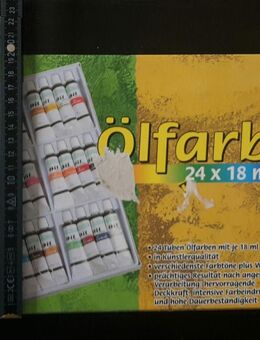 Ölfarb
24 x 18 m
• 24 Tuben Ölfarben mit je 18 ml
• in Künstlerqualität
• verschiedenste Farbtöne plus W
• prächtiges Resultat nach ange
Verarbeitung (hervorragende
Deckkraft, intensive Farbeindr
und hohe Dauerbeständigkeit